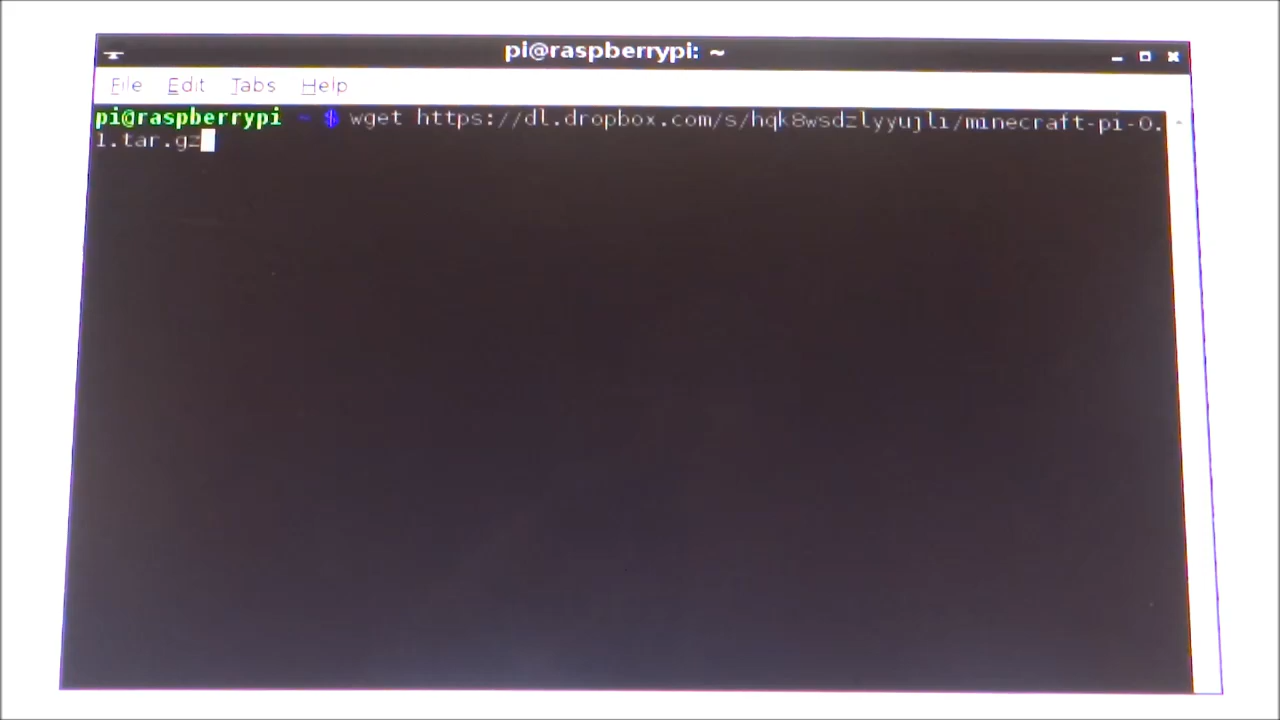 pi@raspberrypi: ~
File Edit Tabs Help
pi@raspberrypi ~ $ wget https://dl.dropbox.com/s/hqk8wsdzlyyujli/minecraft-pi-0.
1.tar.gz